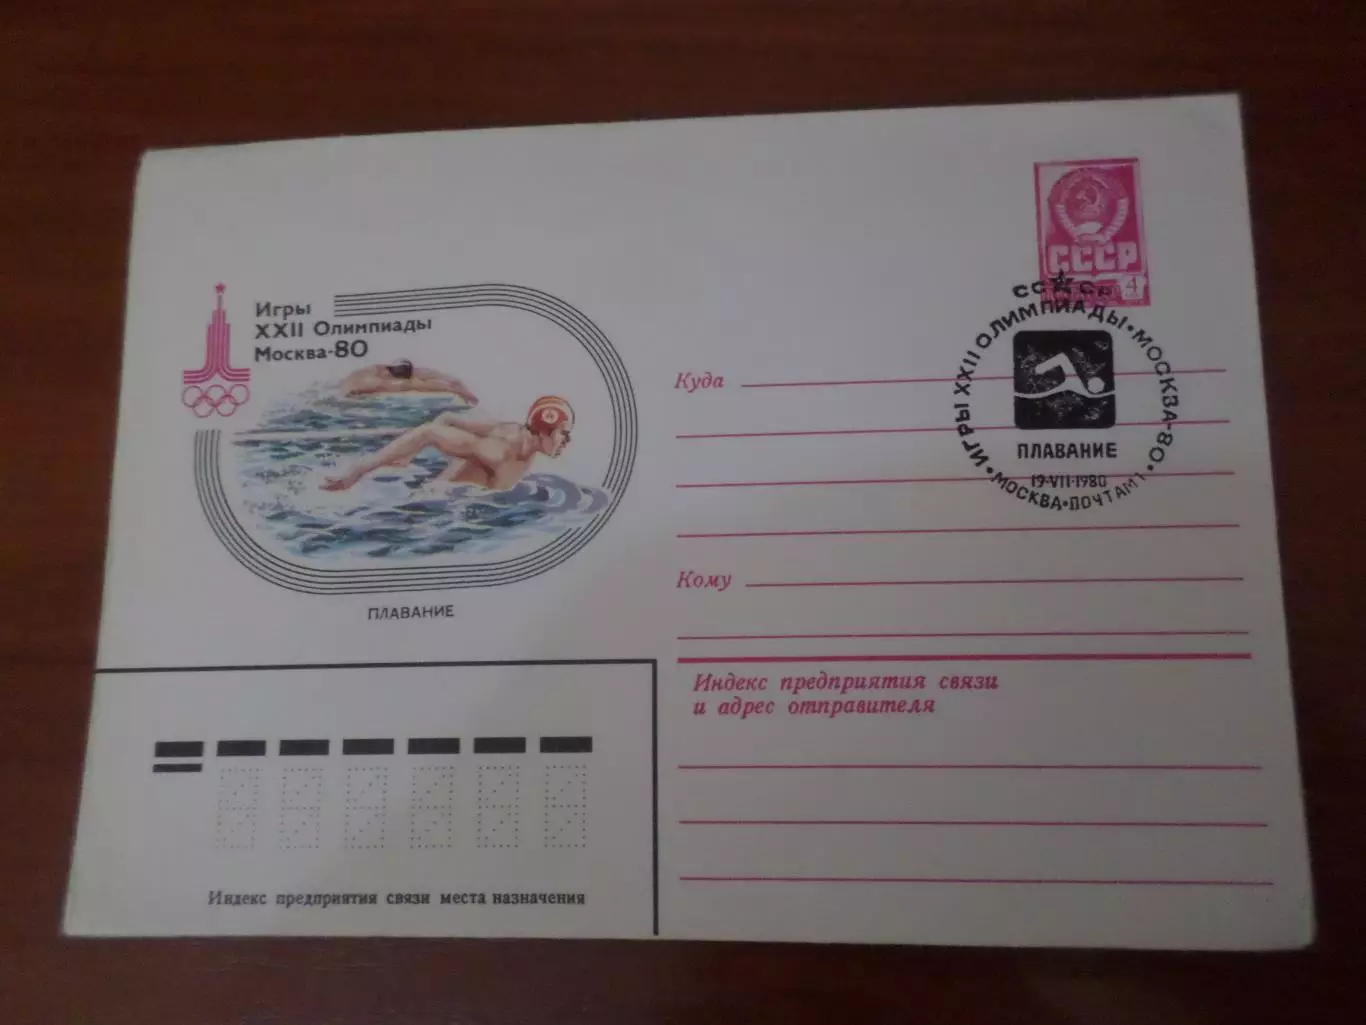 СССР
4
Игры
XXII Олимпиады
Москва-80
ПЛАВАНИЕ
Куда
Кому
СССР
ИГРЫ XXII ОЛИМПИАДЫ • МОСКВА-80
ПЛАВАНИЕ
19·VII·1980
• МОСКВА • ПОЧТАМТ •
Индекс предприятия связи
и адрес отправителя
Индекс предприятия связи места назначения